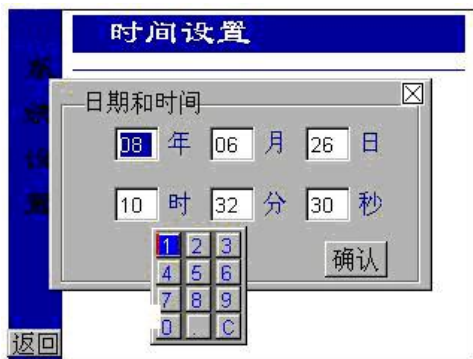 时间设置
系
统
设
置
日期和时间
08 年 06 月 26 日
10 时 32 分 30 秒
确认
1 2 3
4 5 6
7 8 9
0 . C
返回